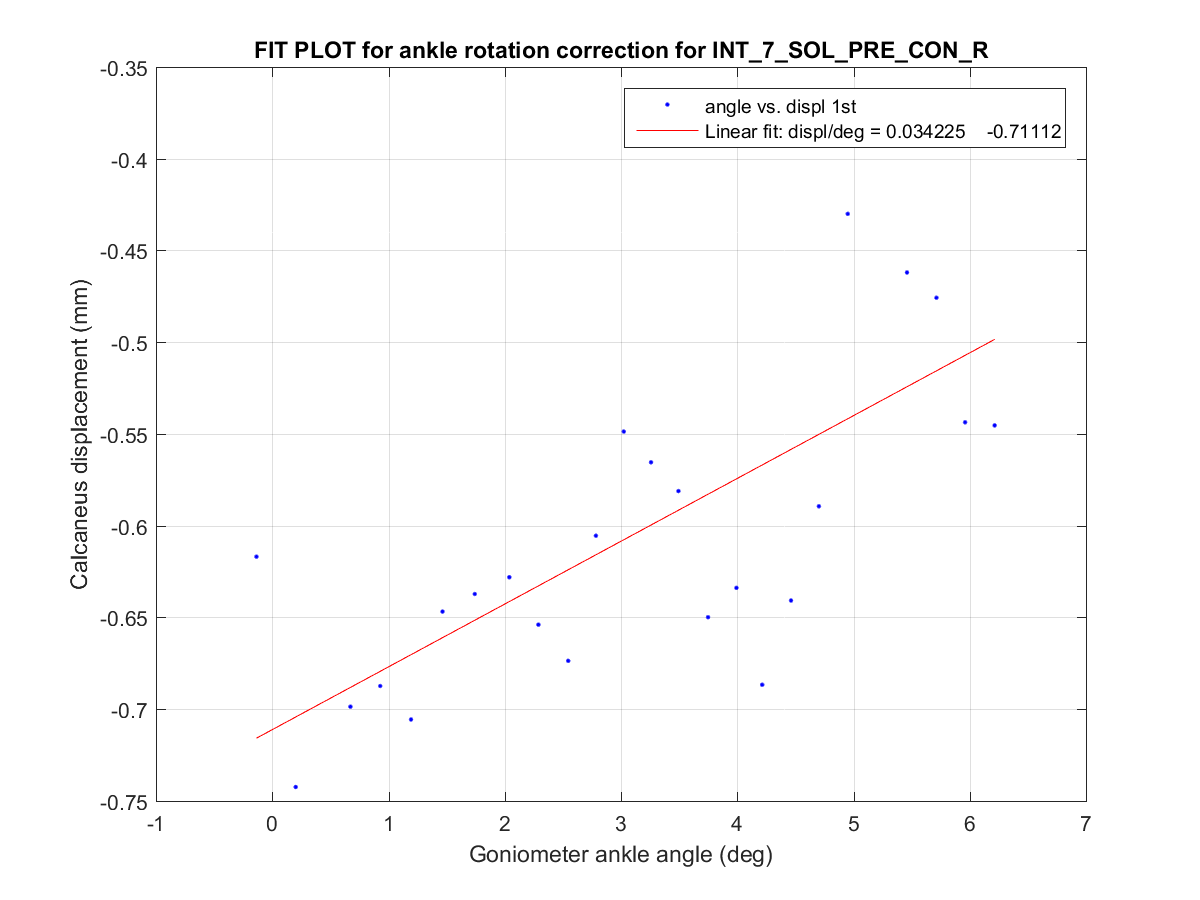 FIT PLOT for ankle rotation correction for INT_7_SOL_PRE_CON_R
angle vs. displ 1st
Linear fit: displ/deg = 0.034225 -0.71112
Calcaneus displacement (mm)
-0.35
-0.4
-0.45
-0.5
-0.55
-0.6
-0.65
-0.7
-0.75
-1 0 1 2 3 4 5 6 7
Goniometer ankle angle (deg)